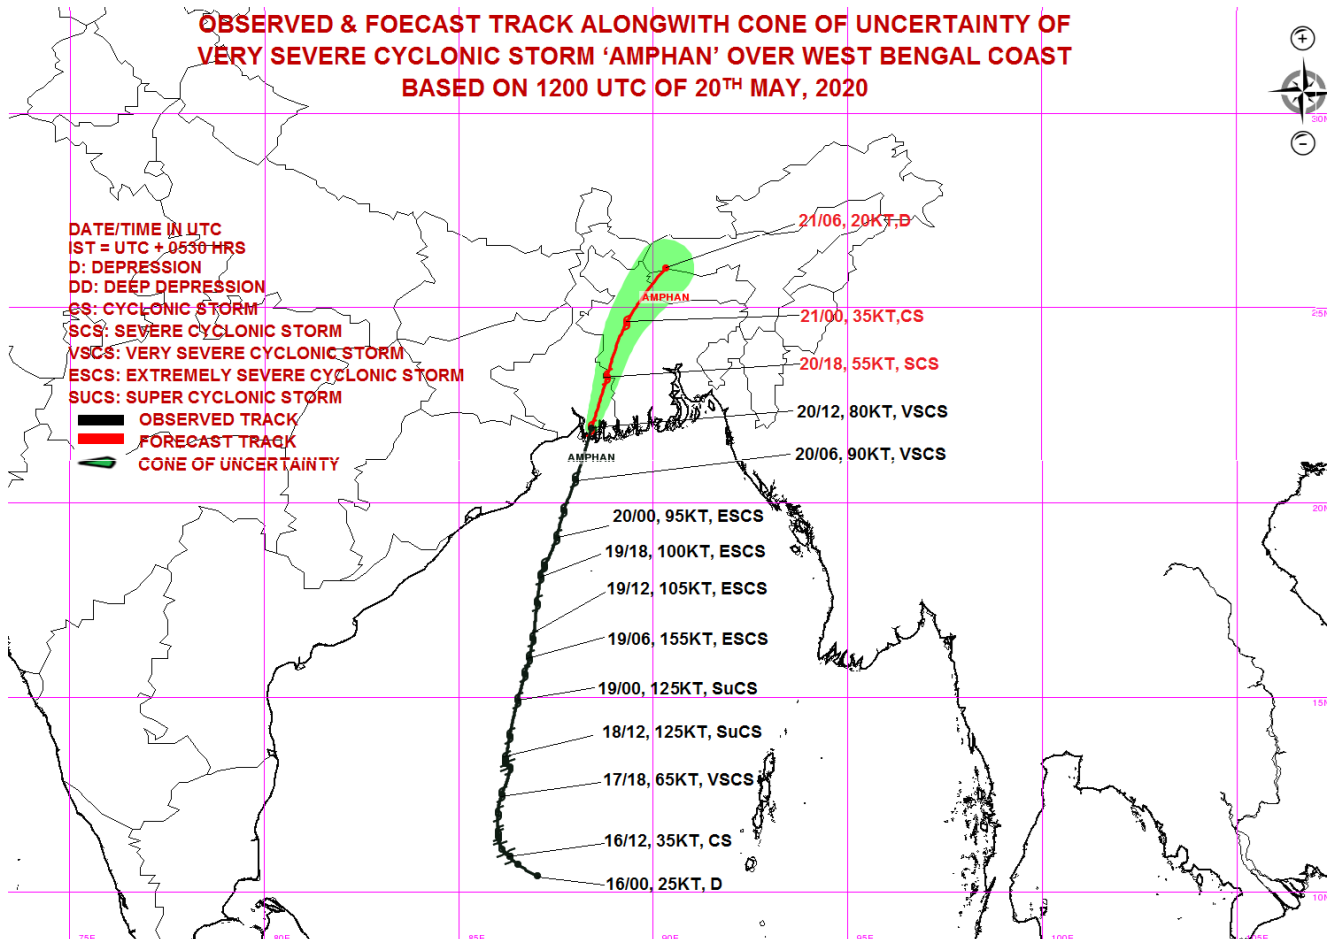 OBSERVED & FOECAST TRACK ALONGWITH CONE OF UNCERTAINTY OF
VERY SEVERE CYCLONIC STORM ‘AMPHAN’ OVER WEST BENGAL COAST
BASED ON 1200 UTC OF 20TH MAY, 2020
30N
DATE/TIME IN UTC
IST = UTC + 0530 HRS
D: DEPRESSION
DD: DEEP DEPRESSION
CS: CYCLONIC STORM
SCS: SEVERE CYCLONIC STORM
VSCS: VERY SEVERE CYCLONIC STORM
ESCS: EXTREMELY SEVERE CYCLONIC STORM
SUCS: SUPER CYCLONIC STORM
OBSERVED TRACK
FORECAST TRACK
CONE OF UNCERTAINTY
21/06, 20KT,D
AMPHAN
25N
21/00, 35KT,CS
20/18, 55KT, SCS
20/12, 80KT, VSCS
AMPHAN
20/06, 90KT, VSCS
20N
20/00, 95KT, ESCS
19/18, 100KT, ESCS
19/12, 105KT, ESCS
19/06, 155KT, ESCS
19/00, 125KT, SuCS
15N
18/12, 125KT, SuCS
17/18, 65KT, VSCS
16/12, 35KT, CS
16/00, 25KT, D
10N
75E 80E 85E 90E 95E 100E 105E